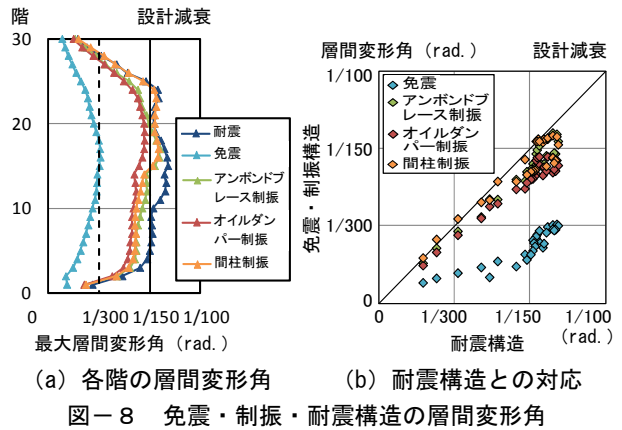 階
30
20
10
0
0
1/300
1/150
1/100
最大層間変形角（rad.）
設計減衰
耐震
免震
アンボンドブ
レース制振
オイルダン
パー制振
間柱制振
（a）各階の層間変形角
層間変形角（rad.）
設計減衰
1/100
1/150
1/300
0
免震・制振構造
免震
アンボンドブ
レース制振
オイルダン
パー制振
間柱制振
0
1/300
1/150
1/100
（rad.）
耐震構造
（b）耐震構造との対応
図－8 免震・制振・耐震構造の層間変形角